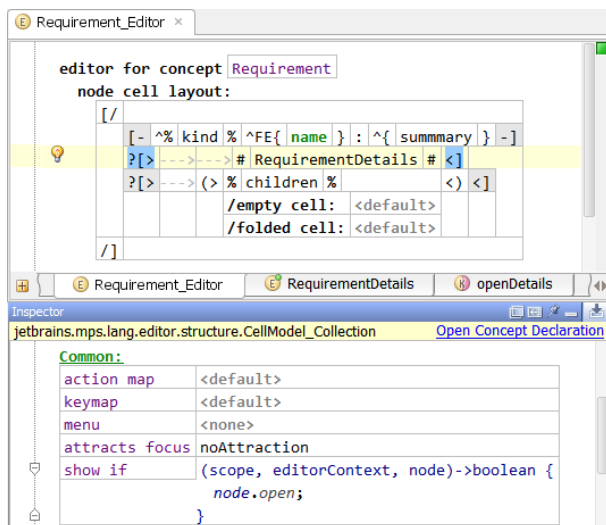 Requirement_Editor ×
editor for concept Requirement
node cell layout:
[/
[- ^% kind % ^FE{ name } : ^{ summmary } -]
?[> --->---> # RequirementDetails # <]
?[> ---> (> % children % <) <]
/empty cell: <default>
/folded cell: <default>
/]
Requirement_Editor RequirementDetails openDetails
Inspector
jetbrains.mps.lang.editor.structure.CellModel_Collection Open Concept Declaration
Common:
action map <default>
keymap <default>
menu <none>
attracts focus noAttraction
show if (scope, editorContext, node)->boolean {
node.open;
}